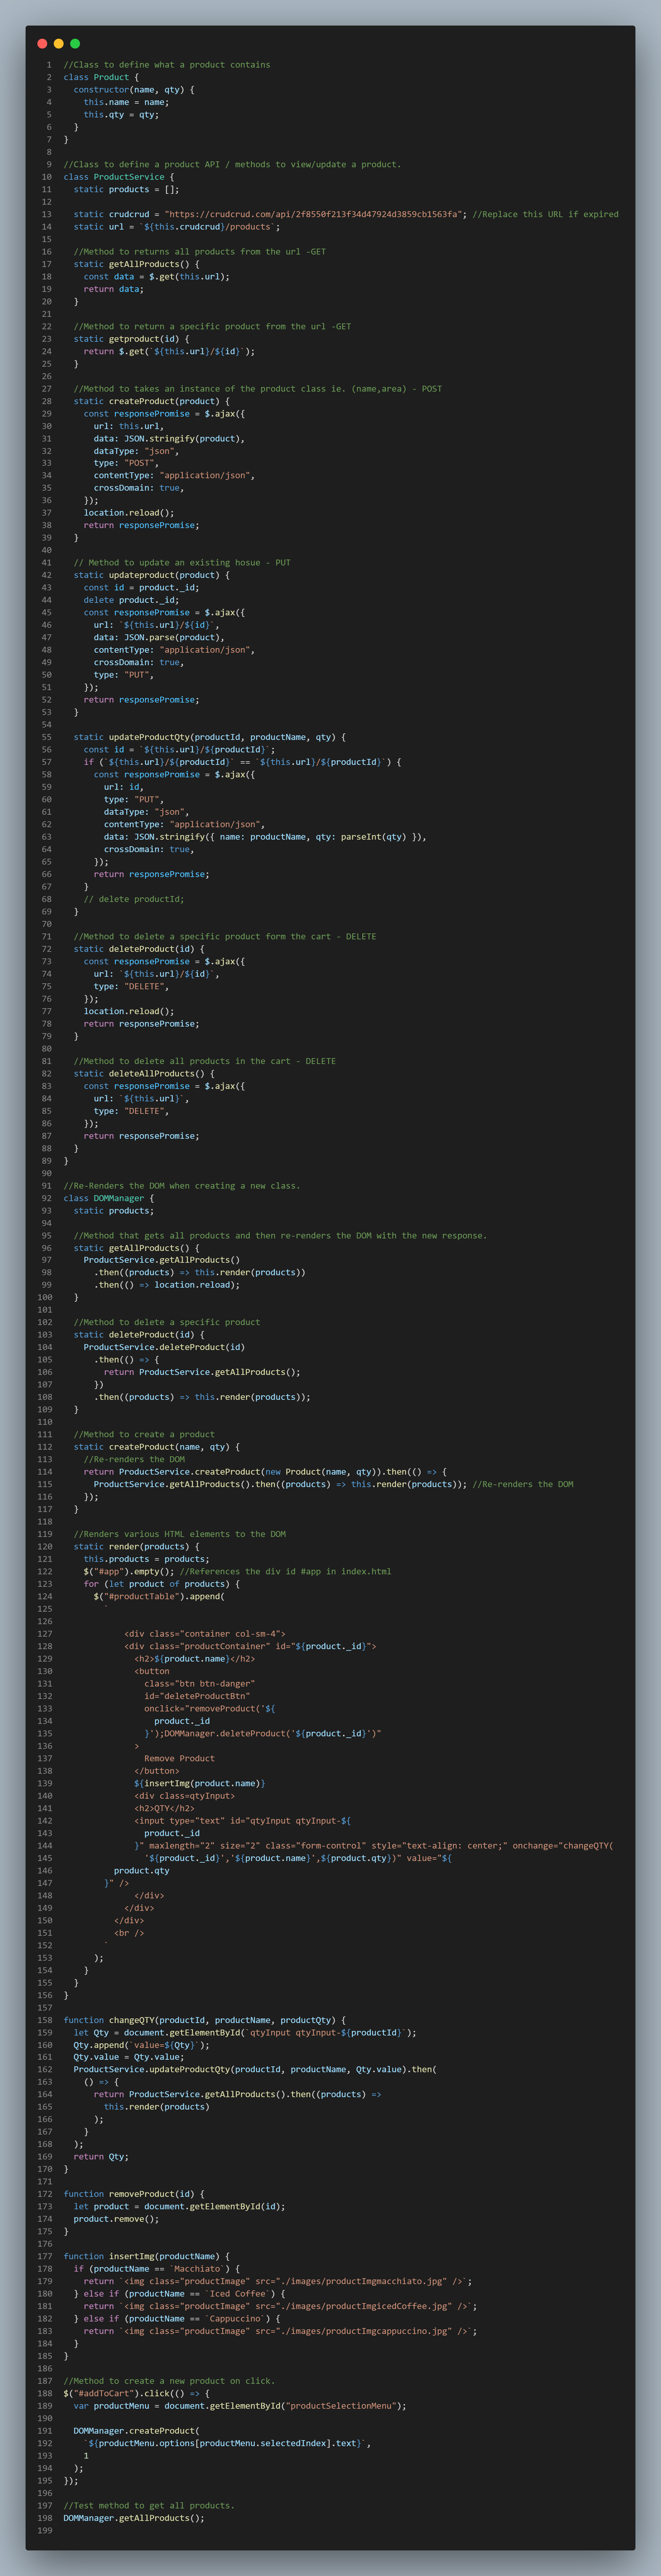 1 //Class to define what a product contains
2 class Product {
3   constructor(name, qty) {
4     this.name = name;
5     this.qty = qty;
6   }
7 }
8
9 //Class to define a product API / methods to view/update a product.
10 class ProductService {
11   static products = [];
12
13   static crudcrud = "https://crudcrud.com/api/2f8550f213f34d47924d3859cb1563fa"; //Replace this URL if expired
14   static url = `${this.crudcrud}/products`;
15
16   //Method to returns all products from the url -GET
17   static getAllProducts() {
18     const data = $.get(this.url);
19     return data;
20   }
21
22   //Method to return a specific product from the url -GET
23   static getproduct(id) {
24     return $.get(`${this.url}/${id}`);
25   }
26
27   //Method to takes an instance of the product class ie. (name,area) - POST
28   static createProduct(product) {
29     const responsePromise = $.ajax({
30       url: this.url,
31       data: JSON.stringify(product),
32       dataType: "json",
33       type: "POST",
34       contentType: "application/json",
35       crossDomain: true,
36     });
37     location.reload();
38     return responsePromise;
39   }
40
41   // Method to update an existing hosue - PUT
42   static updateproduct(product) {
43     const id = product._id;
44     delete product._id;
45     const responsePromise = $.ajax({
46       url: `${this.url}/${id}`,
47       data: JSON.parse(product),
48       contentType: "application/json",
49       crossDomain: true,
50       type: "PUT",
51     });
52     return responsePromise;
53   }
54
55   static updateProductQty(productId, productName, qty) {
56     const id = `${this.url}/${productId}`;
57     if (`${this.url}/${productId}` == `${this.url}/${productId}`) {
58       const responsePromise = $.ajax({
59         url: id,
60         type: "PUT",
61         dataType: "json",
62         contentType: "application/json",
63         data: JSON.stringify({ name: productName, qty: parseInt(qty) }),
64         crossDomain: true,
65       });
66       return responsePromise;
67     }
68     // delete productId;
69   }
70
71   //Method to delete a specific product form the cart - DELETE
72   static deleteProduct(id) {
73     const responsePromise = $.ajax({
74       url: `${this.url}/${id}`,
75       type: "DELETE",
76     });
77     location.reload();
78     return responsePromise;
79   }
80
81   //Method to delete all products in the cart - DELETE
82   static deleteAllProducts() {
83     const responsePromise = $.ajax({
84       url: `${this.url}`,
85       type: "DELETE",
86     });
87     return responsePromise;
88   }
89 }
90
91 //Re-Renders the DOM when creating a new class.
92 class DOMManager {
93   static products;
94
95   //Method that gets all products and then re-renders the DOM with the new response.
96   static getAllProducts() {
97     ProductService.getAllProducts()
98       .then((products) => this.render(products))
99       .then(() => location.reload);
100   }
101
102   //Method to delete a specific product
103   static deleteProduct(id) {
104     ProductService.deleteProduct(id)
105       .then(() => {
106         return ProductService.getAllProducts();
107       })
108       .then((products) => this.render(products));
109   }
110
111   //Method to create a product
112   static createProduct(name, qty) {
113     //Re-renders the DOM
114     return ProductService.createProduct(new Product(name, qty)).then(() => {
115       ProductService.getAllProducts().then((products) => this.render(products)); //Re-renders the DOM
116     });
117   }
118
119   //Renders various HTML elements to the DOM
120   static render(products) {
121     this.products = products;
122     $("#app").empty(); //References the div id #app in index.html
123     for (let product of products) {
124       $("#productTable").append(
125         `
126
127             <div class="container col-sm-4">
128             <div class="productContainer" id="${product._id}">
129               <h2>${product.name}</h2>
130               <button
131                 class="btn btn-danger"
132                 id="deleteProductBtn"
133                 onclick="removeProduct('${
134                   product._id
135                 }');DOMManager.deleteProduct('${product._id}')"
136               >
137                 Remove Product
138               </button>
139               ${insertImg(product.name)}
140               <div class=qtyInput>
141               <h2>QTY</h2>
142               <input type="text" id="qtyInput qtyInput-${
143                 product._id
144               }" maxlength="2" size="2" class="form-control" style="text-align: center;" onchange="changeQTY(
145                 '${product._id}','${product.name}',${product.qty})" value="${
146           product.qty
147         }" />
148               </div>
149             </div>
150           </div>
151           <br />
152         `
153       );
154     }
155   }
156 }
157
158 function changeQTY(productId, productName, productQty) {
159   let Qty = document.getElementById(`qtyInput qtyInput-${productId}`);
160   Qty.append(`value=${Qty}`);
161   Qty.value = Qty.value;
162   ProductService.updateProductQty(productId, productName, Qty.value).then(
163     () => {
164       return ProductService.getAllProducts().then((products) =>
165         this.render(products)
166       );
167     }
168   );
169   return Qty;
170 }
171
172 function removeProduct(id) {
173   let product = document.getElementById(id);
174   product.remove();
175 }
176
177 function insertImg(productName) {
178   if (productName == `Macchiato`) {
179     return `<img class="productImage" src="./images/productImgmacchiato.jpg" />`;
180   } else if (productName == `Iced Coffee`) {
181     return `<img class="productImage" src="./images/productImgicedCoffee.jpg" />`;
182   } else if (productName == `Cappuccino`) {
183     return `<img class="productImage" src="./images/productImgcappuccino.jpg" />`;
184   }
185 }
186
187 //Method to create a new product on click.
188 $("#addToCart").click(() => {
189   var productMenu = document.getElementById("productSelectionMenu");
190
191   DOMManager.createProduct(
192     `${productMenu.options[productMenu.selectedIndex].text}`,
193     1
194   );
195 });
196
197 //Test method to get all products.
198 DOMManager.getAllProducts();
199